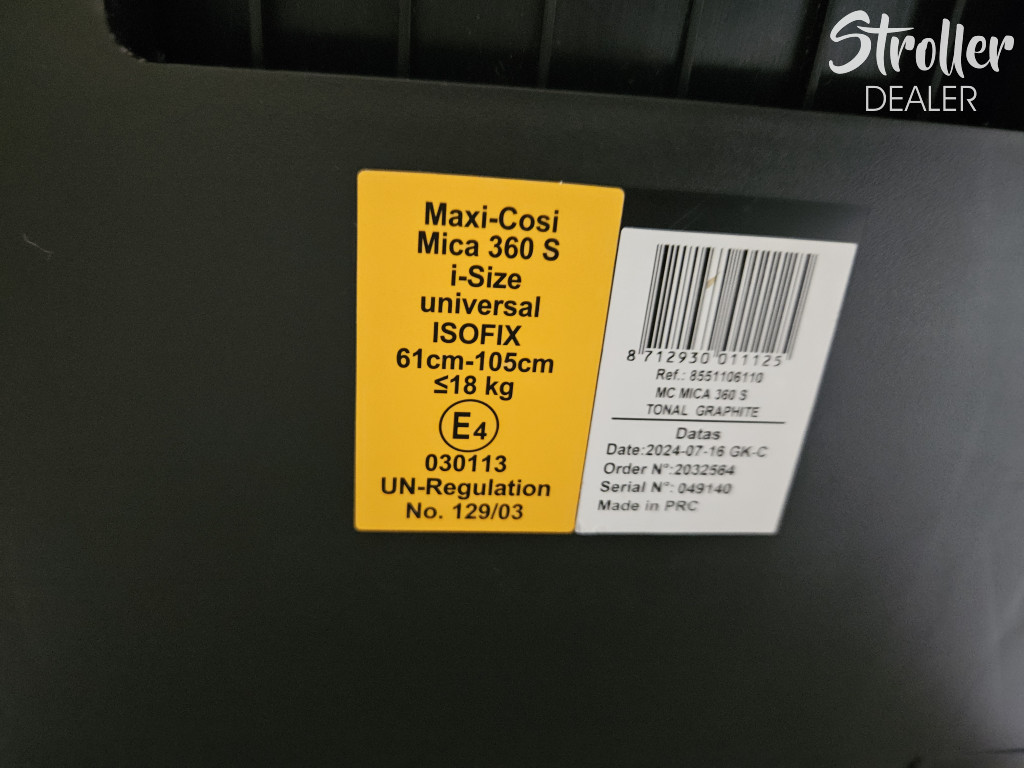 Stroller
DEALER
Maxi-Cosi
Mica 360 S
i-Size
universal
ISOFIX
61cm-105cm
≤18 kg
E4
030113
UN-Regulation
No. 129/03
8 712930 011125
Ref.: 8551106110
MC MICA 360 S
TONAL GRAPHITE
Datas
Date:2024-07-16 GK-C
Order N°:2032564
Serial N°: 049140
Made in PRC